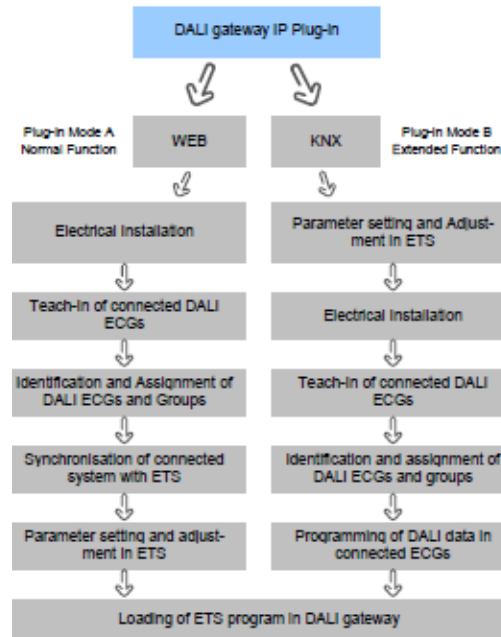 DALI gateway IP Plug-In
Plug-In Mode A
Normal Function
WEB
KNX
Plug-In Mode B
Extended Function
Electrical Installation
Teach-In of connected DALI
ECGs
Identification and Assignment of
DALI ECGs and Groups
Synchronisation of connected
system with ETS
Parameter setting and adjust-
ment in ETS
Parameter setting and Adjust-
ment in ETS
Electrical Installation
Teach-In of connected DALI
ECGs
Identification and assignment of
DALI ECGs and groups
Programming of DALI data in
connected ECGs
Loading of ETS program in DALI gateway